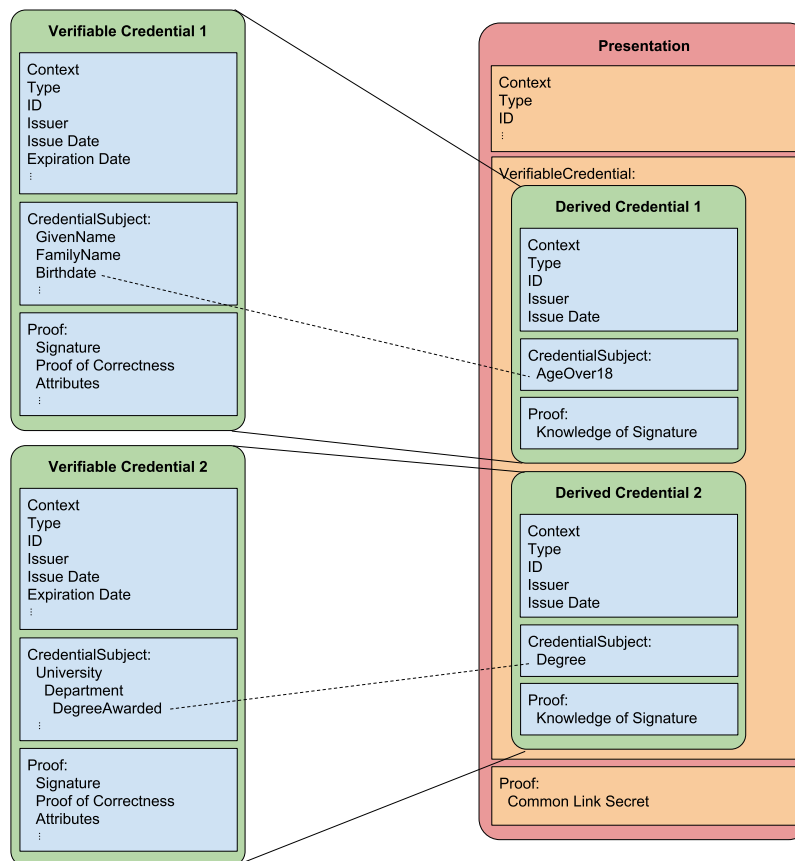 Verifiable Credential 1
Context
Type
ID
Issuer
Issue Date
Expiration Date
⋮
CredentialSubject:
GivenName
FamilyName
Birthdate
⋮
Proof:
Signature
Proof of Correctness
Attributes
⋮
Verifiable Credential 2
Context
Type
ID
Issuer
Issue Date
Expiration Date
⋮
CredentialSubject:
University
Department
DegreeAwarded
⋮
Proof:
Signature
Proof of Correctness
Attributes
⋮
Presentation
Context
Type
ID
⋮
VerifiableCredential:
Derived Credential 1
Context
Type
ID
Issuer
Issue Date
CredentialSubject:
AgeOver18
Proof:
Knowledge of Signature
Derived Credential 2
Context
Type
ID
Issuer
Issue Date
CredentialSubject:
Degree
Proof:
Knowledge of Signature
Proof:
Common Link Secret